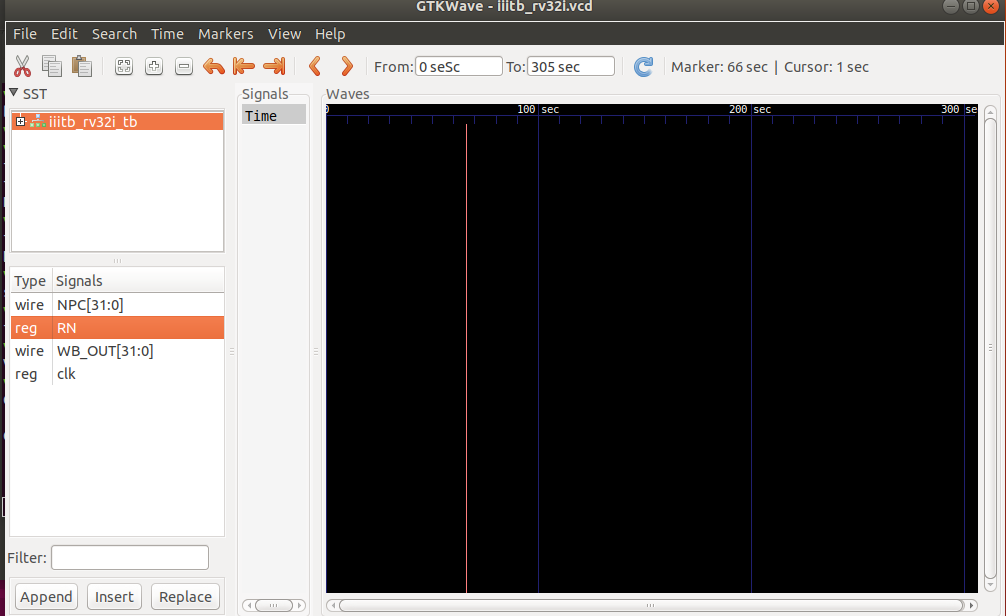 GTKWave - iiitb_rv32i.vcd
File Edit Search Time Markers View Help
From: 0 seSc To: 305 sec Marker: 66 sec | Cursor: 1 sec
SST
iiitb_rv32i_tb
Type Signals
wire NPC[31:0]
reg RN
wire WB_OUT[31:0]
reg clk
Filter:
Append Insert Replace
Signals
Time
Waves
0 100 sec 200 sec 300 se